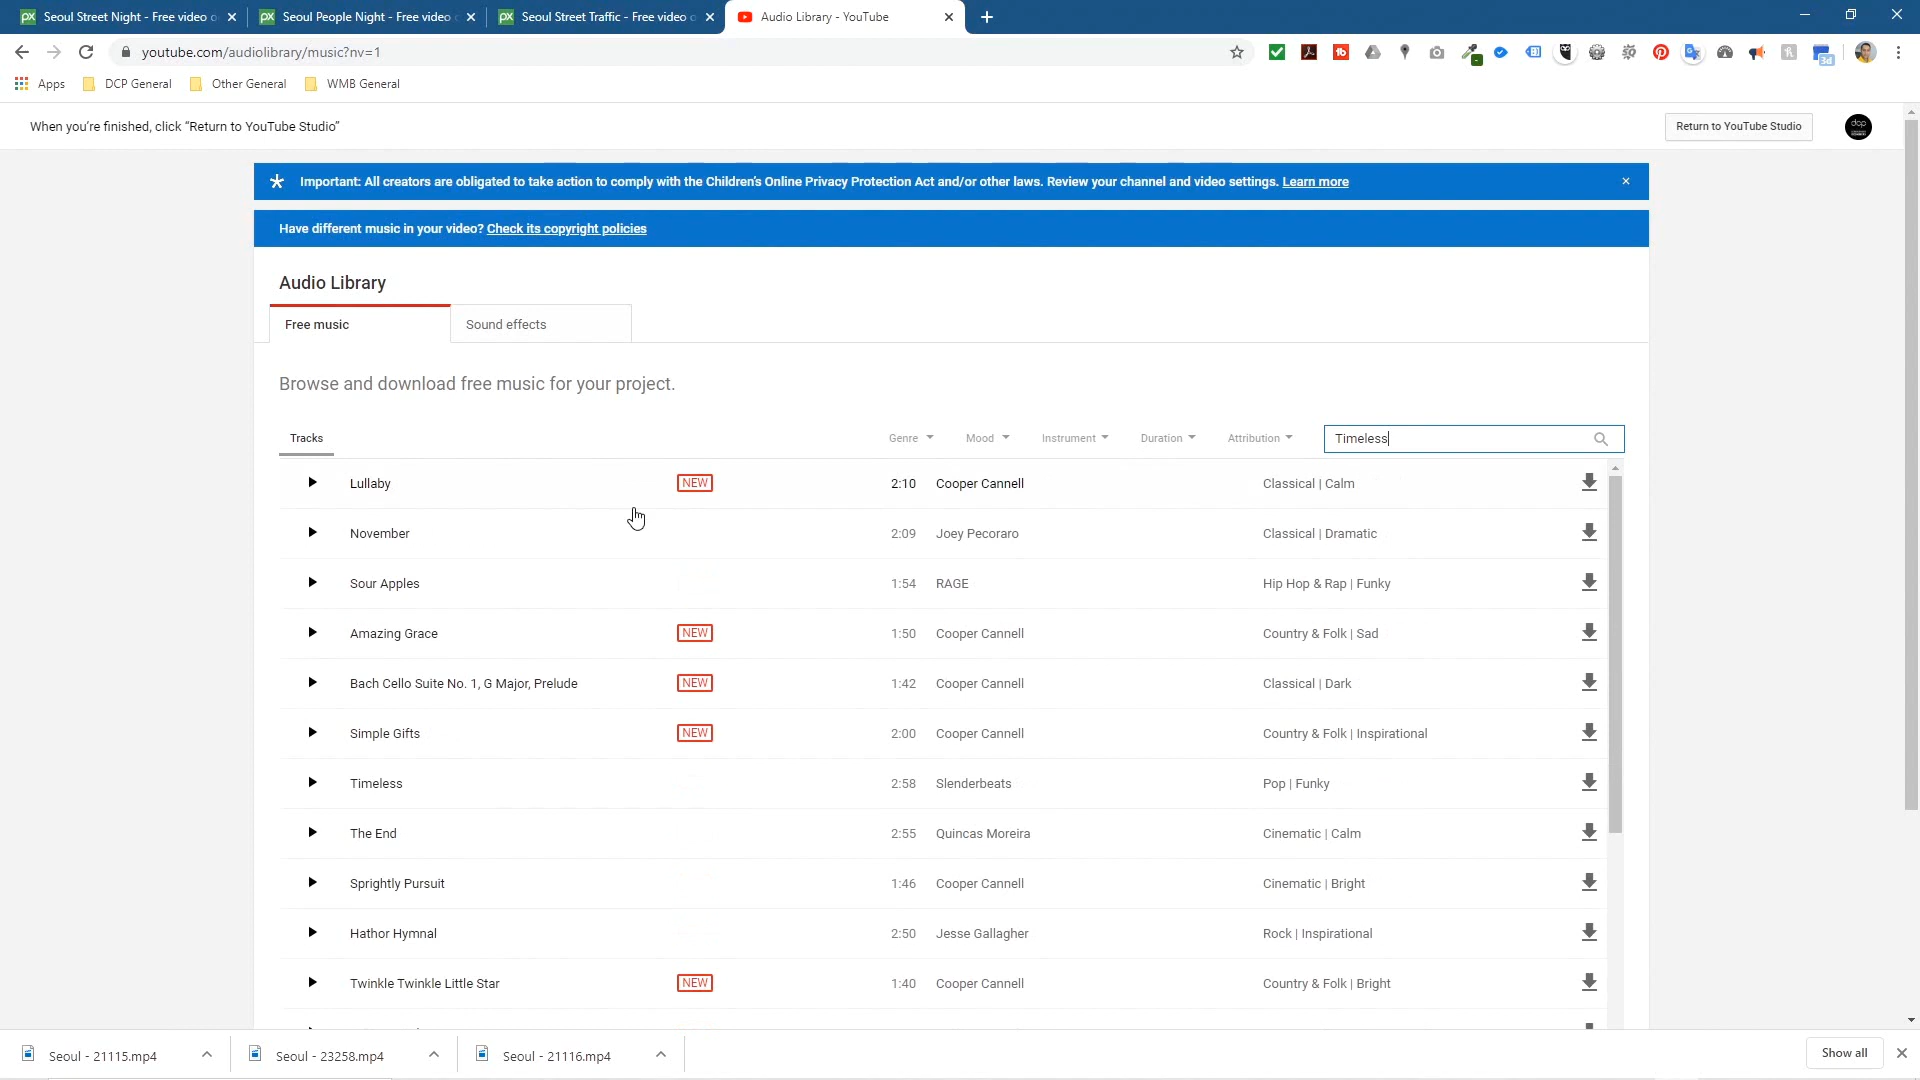 Seoul Street Night - Free video o
Seoul People Night - Free video
Seoul Street Traffic - Free video o
Audio Library - YouTube
youtube.com/audiolibrary/music?nv=1
Apps
DCP General
Other General
WMB General
When you're finished, click “Return to YouTube Studio”
Return to YouTube Studio
dcp
Important: All creators are obligated to take action to comply with the Children's Online Privacy Protection Act and/or other laws. Review your channel and video settings. Learn more
Have different music in your video? Check its copyright policies
Audio Library
Free music
Sound effects
Browse and download free music for your project.
Tracks Genre Mood Instrument Duration Attribution Timeless
Lullaby NEW 2:10 Cooper Cannell Classical | Calm
November 2:09 Joey Pecoraro Classical | Dramatic
Sour Apples 1:54 RAGE Hip Hop & Rap | Funky
Amazing Grace NEW 1:50 Cooper Cannell Country & Folk | Sad
Bach Cello Suite No. 1, G Major, Prelude NEW 1:42 Cooper Cannell Classical | Dark
Simple Gifts NEW 2:00 Cooper Cannell Country & Folk | Inspirational
Timeless 2:58 Slenderbeats Pop | Funky
The End 2:55 Quincas Moreira Cinematic | Calm
Sprightly Pursuit 1:46 Cooper Cannell Cinematic | Bright
Hathor Hymnal 2:50 Jesse Gallagher Rock | Inspirational
Twinkle Twinkle Little Star NEW 1:40 Cooper Cannell Country & Folk | Bright
Seoul - 21115.mp4
Seoul - 23258.mp4
Seoul - 21116.mp4
Show all